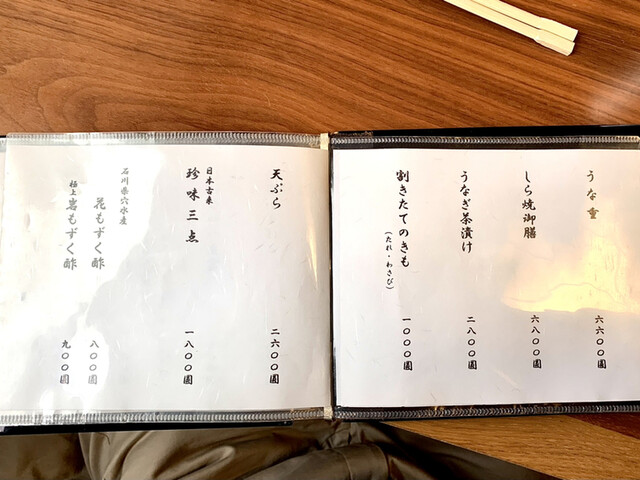 うな重
六六〇〇圓
しら焼御膳
六八〇〇圓
うなぎ茶漬け
二八〇〇圓
割きたてのきも
(たれ・わさび)
一〇〇〇圓
天ぷら
二六〇〇圓
日本古来
珍味三点
一八〇〇圓
石川県穴水産
花もずく酢
八〇〇圓
極上岩もずく酢
九〇〇圓